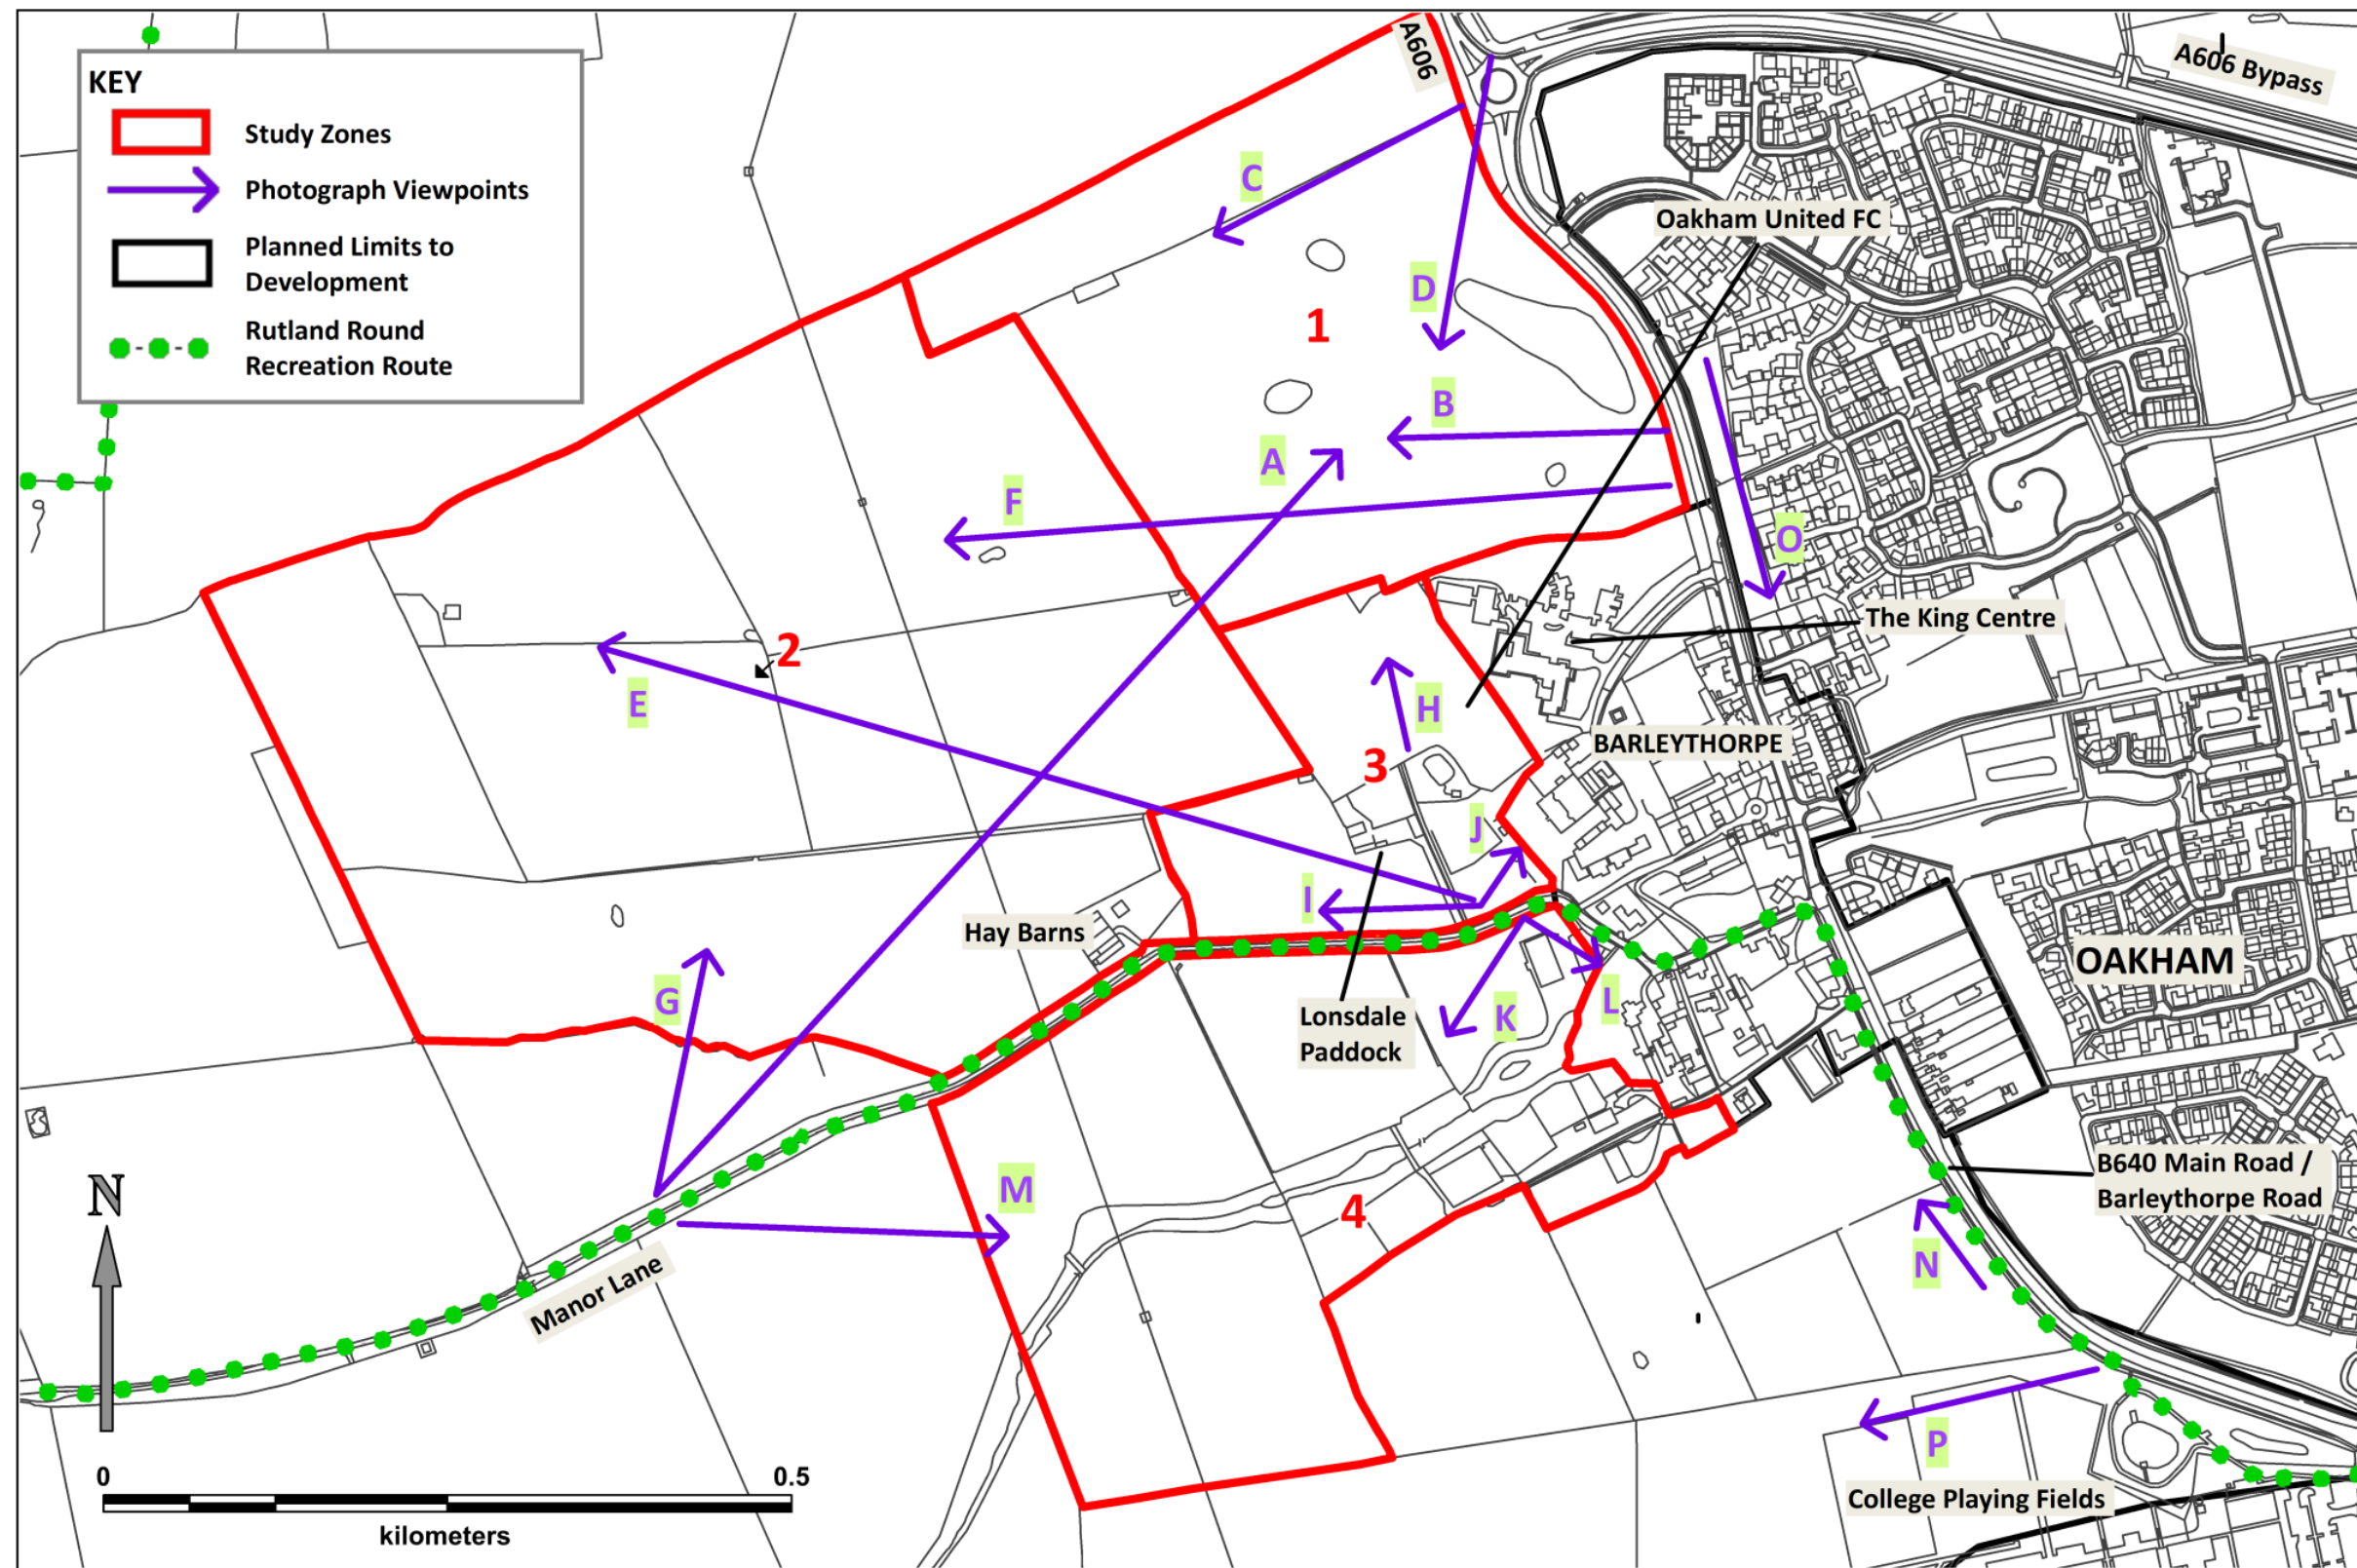 KEY
Study Zones
Photograph Viewpoints
Planned Limits to
Development
Rutland Round
Recreation Route
A606
A606 Bypass
C
Oakham United FC
D
1
B
A
F
O
The King Centre
2
E
H
BARLEYTHORPE
3
J
I
Hay Barns
OAKHAM
G
K
L
Lonsdale
Paddock
B640 Main Road /
Barleythorpe Road
M
4
N
N
Manor Lane
P
0
0.5
College Playing Fields
kilometers